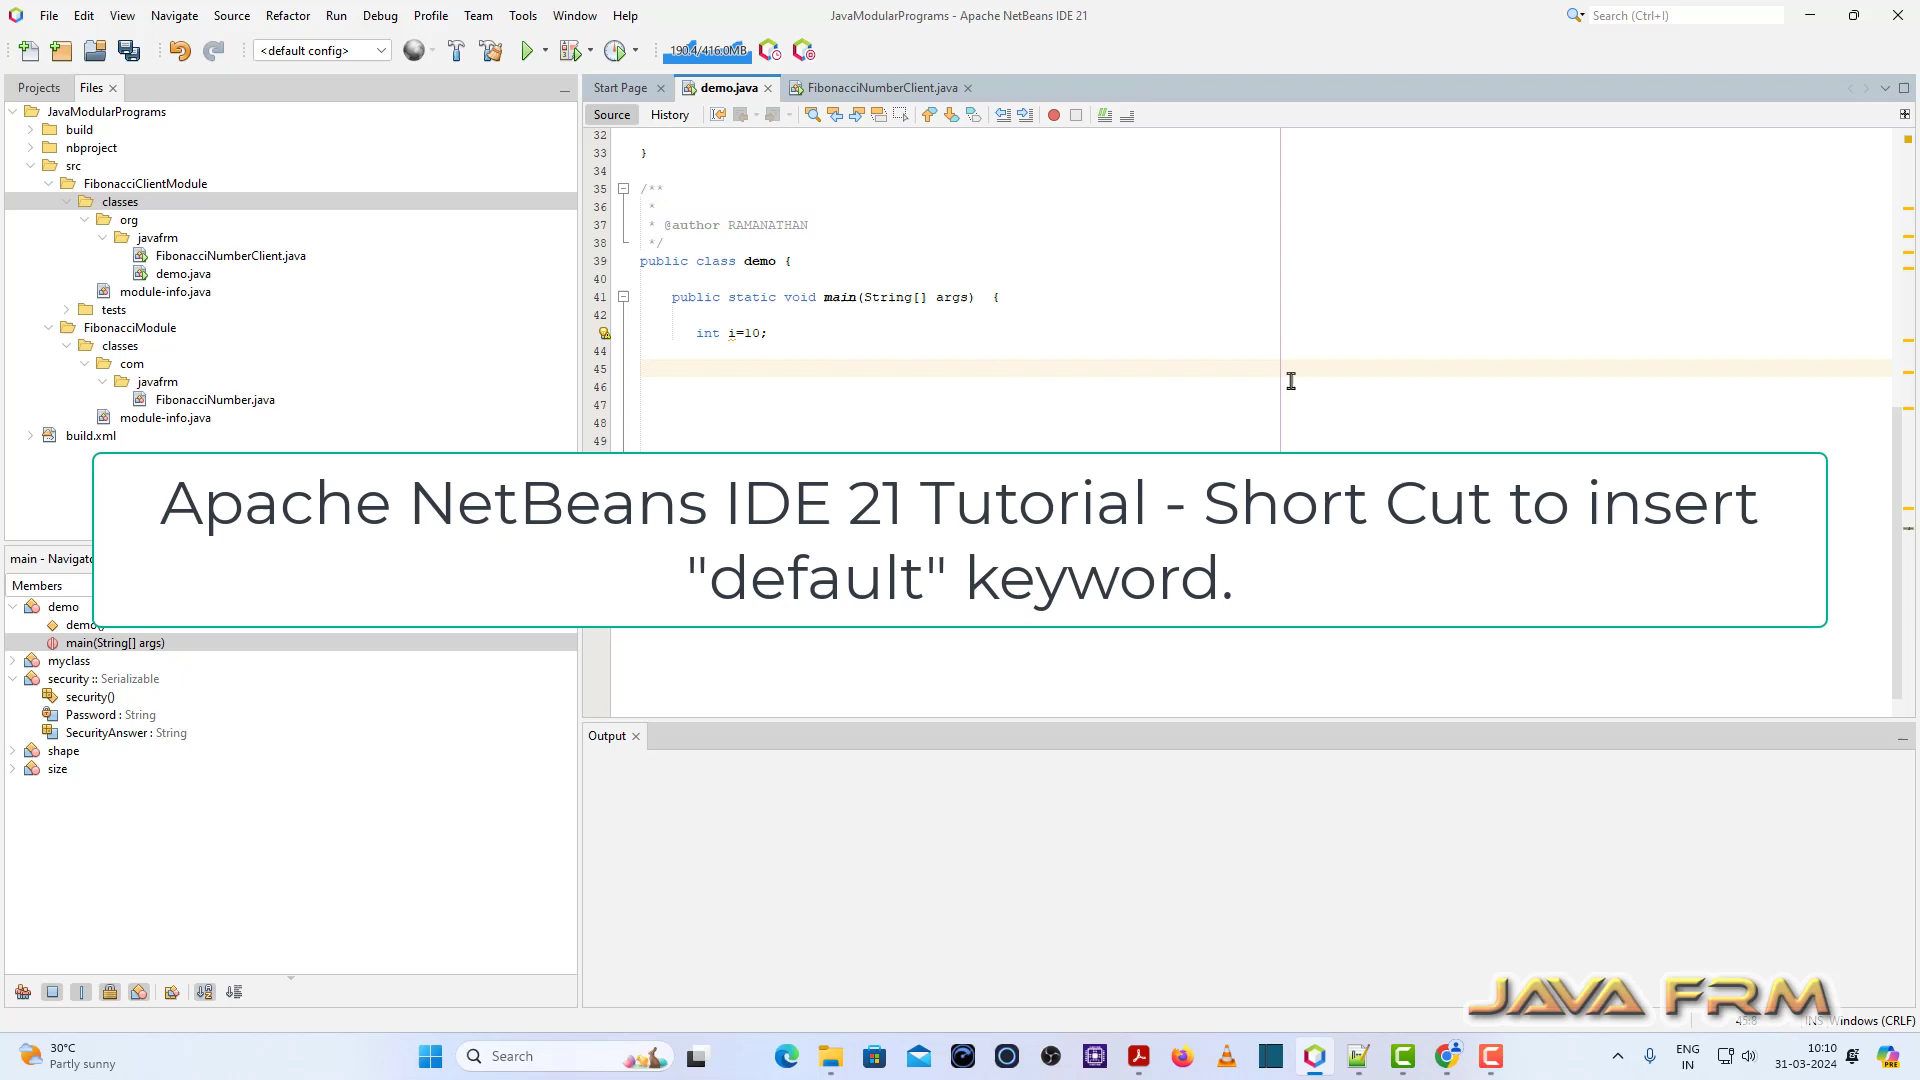 File Edit View Navigate Source Refactor Run Debug Profile Team Tools Window Help
JavaModularPrograms - Apache NetBeans IDE 21
Search (Ctrl+I)
<default config>
190.4/416.0MB
Projects Files
Start Page demo.java FibonacciNumberClient.java
Source History
JavaModularPrograms
build
nbproject
src
FibonacciClientModule
classes
org
javafrm
FibonacciNumberClient.java
demo.java
module-info.java
tests
FibonacciModule
classes
com
javafrm
FibonacciNumber.java
module-info.java
build.xml
32
33 }
34
35 /**
36 *
37 * @author RAMANATHAN
38 */
39 public class demo {
40
41 public static void main(String[] args) {
42
int i=10;
44
45
46
47
48
49
Apache NetBeans IDE 21 Tutorial - Short Cut to insert
"default" keyword.
main - Navigato
Members
demo
main(String[] args)
myclass
security :: Serializable
security()
Password : String
SecurityAnswer : String
shape
size
Output
JAVA FRM
45:8 INS Windows (CRLF)
30°C
Partly sunny
Search
ENG
IN
10:10
31-03-2024
PRE